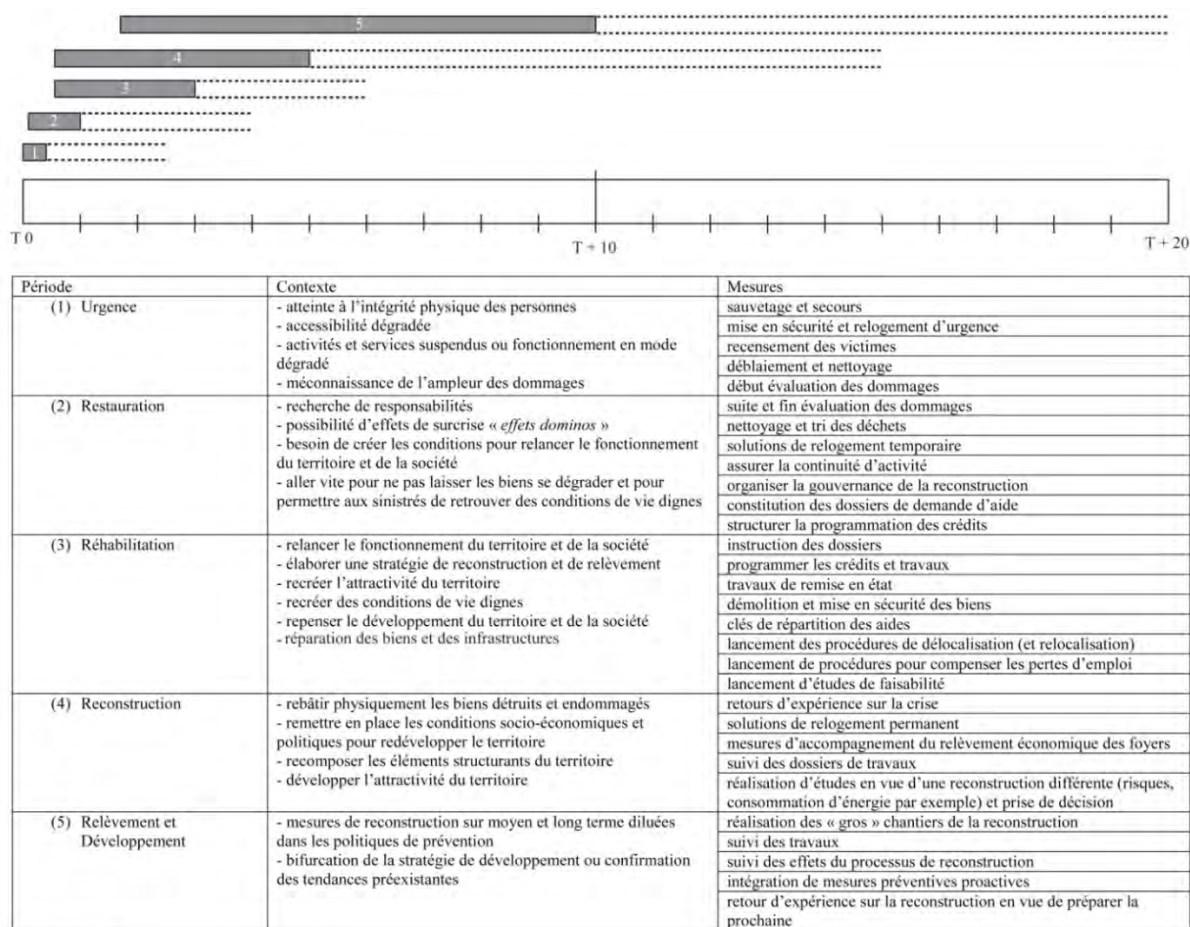 5
4
3
2
1
T 0
T + 10
T + 20
Période
Contexte
Mesures
(1) Urgence
- atteinte à l'intégrité physique des personnes
- accessibilité dégradée
- activités et services suspendus ou fonctionnement en mode
dégradé
- méconnaissance de l'ampleur des dommages
sauvetage et secours
mise en sécurité et relogement d'urgence
recensement des victimes
déblaiement et nettoyage
début évaluation des dommages
(2) Restauration
- recherche de responsabilités
- possibilité d'effets de surcrise « effets dominos »
- besoin de créer les conditions pour relancer le fonctionnement
du territoire et de la société
- aller vite pour ne pas laisser les biens se dégrader et pour
permettre aux sinistrés de retrouver des conditions de vie dignes
suite et fin évaluation des dommages
nettoyage et tri des déchets
solutions de relogement temporaire
assurer la continuité d'activité
organiser la gouvernance de la reconstruction
constitution des dossiers de demande d'aide
structurer la programmation des crédits
(3) Réhabilitation
- relancer le fonctionnement du territoire et de la société
- élaborer une stratégie de reconstruction et de relèvement
- recréer l'attractivité du territoire
- recréer des conditions de vie dignes
- repenser le développement du territoire et de la société
- réparation des biens et des infrastructures
instruction des dossiers
programmer les crédits et travaux
travaux de remise en état
démolition et mise en sécurité des biens
clés de répartition des aides
lancement des procédures de délocalisation (et relocalisation)
lancement de procédures pour compenser les pertes d'emploi
lancement d'études de faisabilité
(4) Reconstruction
- rebâtir physiquement les biens détruits et endommagés
- remettre en place les conditions socio-économiques et
politiques pour redévelopper le territoire
- recomposer les éléments structurants du territoire
- développer l'attractivité du territoire
retours d'expérience sur la crise
solutions de relogement permanent
mesures d'accompagnement du relèvement économique des foyers
suivi des dossiers de travaux
réalisation d'études en vue d'une reconstruction différente (risques,
consommation d'énergie par exemple) et prise de décision
(5) Relèvement et
Développement
- mesures de reconstruction sur moyen et long terme diluées
dans les politiques de prévention
- bifurcation de la stratégie de développement ou confirmation
des tendances préexistantes
réalisation des « gros » chantiers de la reconstruction
suivi des travaux
suivi des effets du processus de reconstruction
intégration de mesures préventives proactives
retour d'expérience sur la reconstruction en vue de préparer la
prochaine